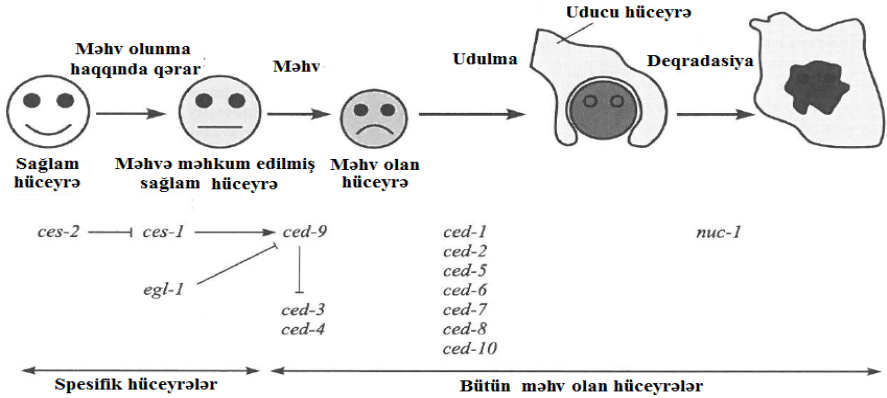 Uducu hüceyrə
Məhv olunma
haqqında qərar
Məhv
Udulma
Deqradasiya
Sağlam
hüceyrə
Məhvə məhkum edilmiş
sağlam hüceyrə
Məhv olan
hüceyrə
ces-2 ces-1 ced-9
egl-1
ced-3
ced-4
ced-1
ced-2
ced-5
ced-6
ced-7
ced-8
ced-10
nuc-1
Spesifik hüceyrələr
Bütün məhv olan hüceyrələr